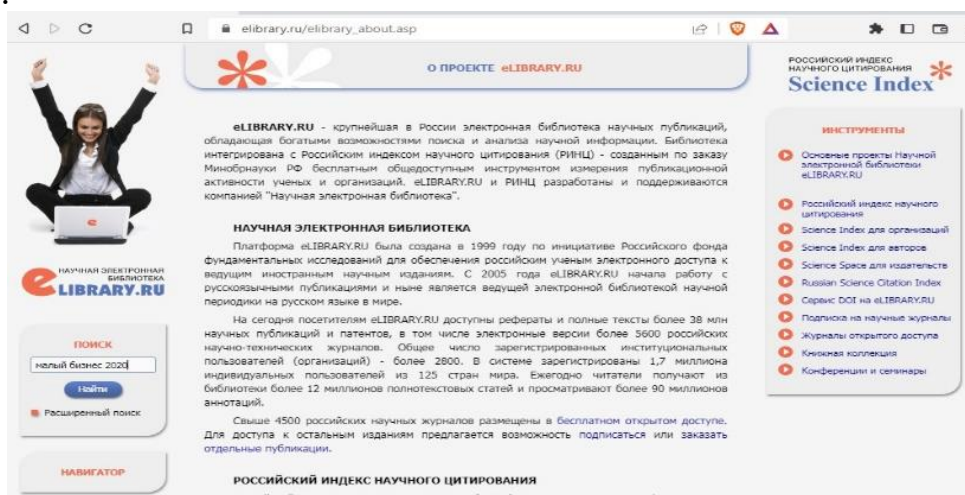 elibrary.ru/elibrary_about.asp
О ПРОЕКТЕ eLIBRARY.RU
РОССИЙСКИЙ ИНДЕКС
НАУЧНОГО ЦИТИРОВАНИЯ
Science Index
eLIBRARY.RU - крупнейшая в России электронная библиотека научных публикаций,
обладающая богатыми возможностями поиска и анализа научной информации. Библиотека
интегрирована с Российским индексом научного цитирования (РИНЦ) - созданным по заказу
Минобрнауки РФ бесплатным общедоступным инструментом измерения публикационной
активности ученых и организаций. eLIBRARY.RU и РИНЦ разработаны и поддерживаются
компанией "Научная электронная библиотека".
НАУЧНАЯ ЭЛЕКТРОННАЯ БИБЛИОТЕКА
Платформа eLIBRARY.RU была создана в 1999 году по инициативе Российского фонда
фундаментальных исследований для обеспечения российским ученым электронного доступа к
ведущим иностранным научным изданиям. С 2005 года eLIBRARY.RU начала работу с
русскоязычными публикациями и ныне является ведущей электронной библиотекой научной
периодики на русском языке в мире.
На сегодня посетителям eLIBRARY.RU доступны рефераты и полные тексты более 38 млн
научных публикаций и патентов, в том числе электронные версии более 5600 российских
научно-технических журналов. Общее число зарегистрированных институциональных
пользователей (организаций) - более 2800. В системе зарегистрированы 1,7 миллиона
индивидуальных пользователей из 125 стран мира. Ежегодно читатели получают из
библиотеки более 12 миллионов полнотекстовых статей и просматривают более 90 миллионов
аннотаций.
Свыше 4500 российских научных журналов размещены в бесплатном открытом доступе.
Для доступа к остальным изданиям предлагается возможность подписаться или заказать
отдельные публикации.
РОССИЙСКИЙ ИНДЕКС НАУЧНОГО ЦИТИРОВАНИЯ
НАУЧНАЯ ЭЛЕКТРОННАЯ
БИБЛИОТЕКА
eLIBRARY.RU
ПОИСК
малый бизнес 2020
Найти
Расширенный поиск
НАВИГАТОР
ИНСТРУМЕНТЫ
Основные проекты Научной
электронной библиотеки
eLIBRARY.RU
Российский индекс научного
цитирования
Science Index для организаций
Science Index для авторов
Science Space для издательств
Russian Science Citation Index
Сервис DOI на eLIBRARY.RU
Подписка на научные журналы
Журналы открытого доступа
Книжная коллекция
Конференции и семинары